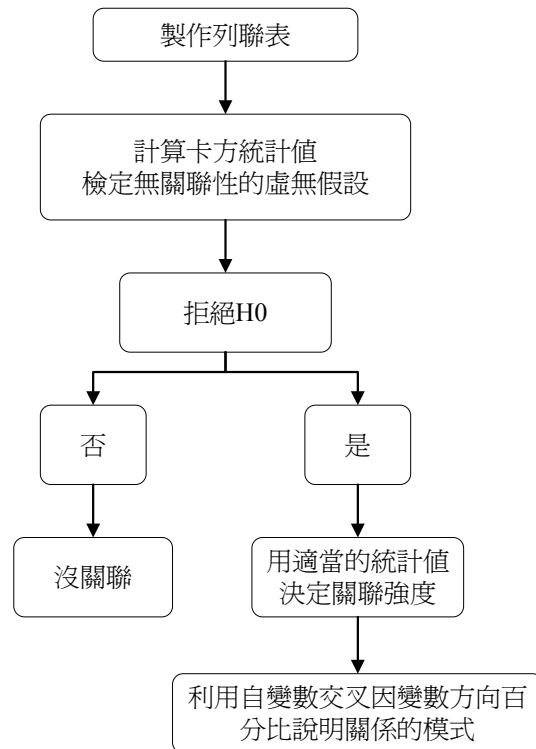 製作列聯表
計算卡方統計值
檢定無關聯性的虛無假設
拒絕H0
否
是
沒關聯
用適當的統計值
決定關聯強度
利用自變數交叉因變數方向百
分比說明關係的模式